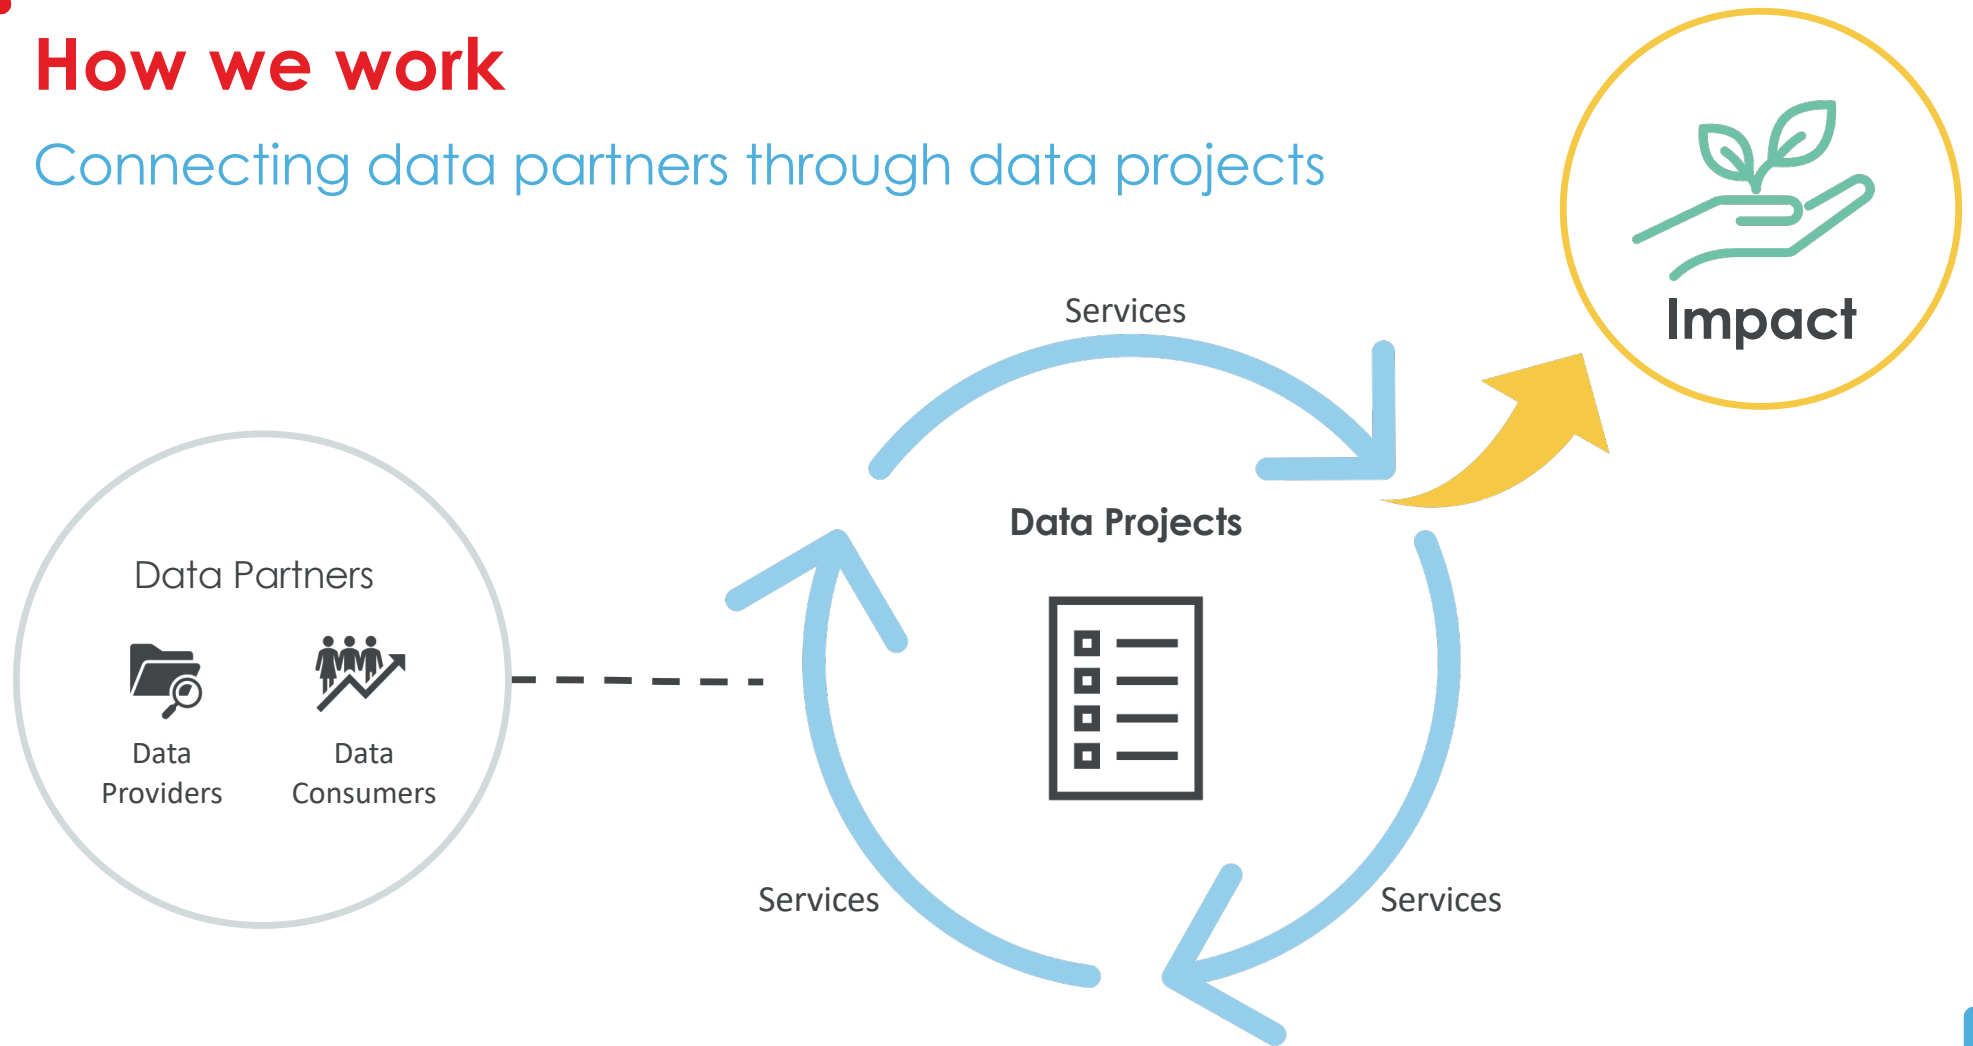 How we work
Connecting data partners through data projects
Impact
Services
Data Projects
Data Partners
Data
Providers
Data
Consumers
Services
Services